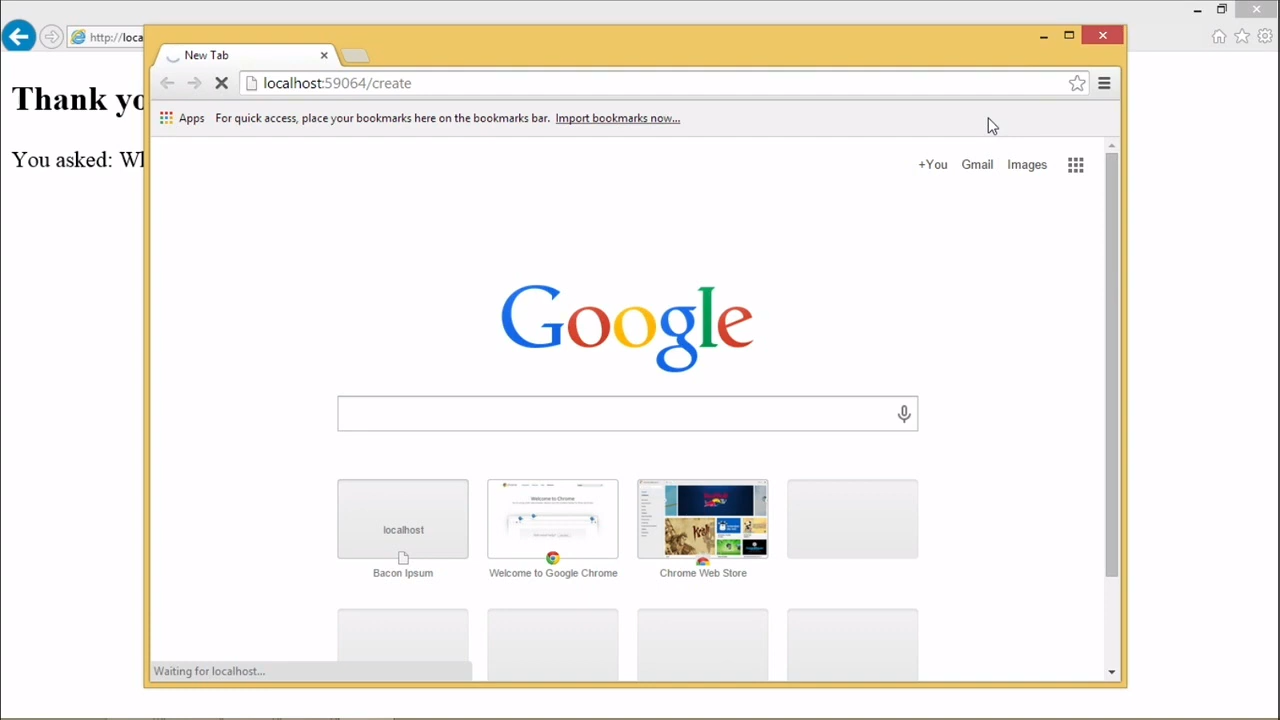 New Tab
http://loca
localhost:59064/create
Thank yo
Apps For quick access, place your bookmarks here on the bookmarks bar. Import bookmarks now...
You asked: Wh
+You Gmail Images
Google
localhost
Bacon Ipsum Welcome to Google Chrome Chrome Web Store
Waiting for localhost...